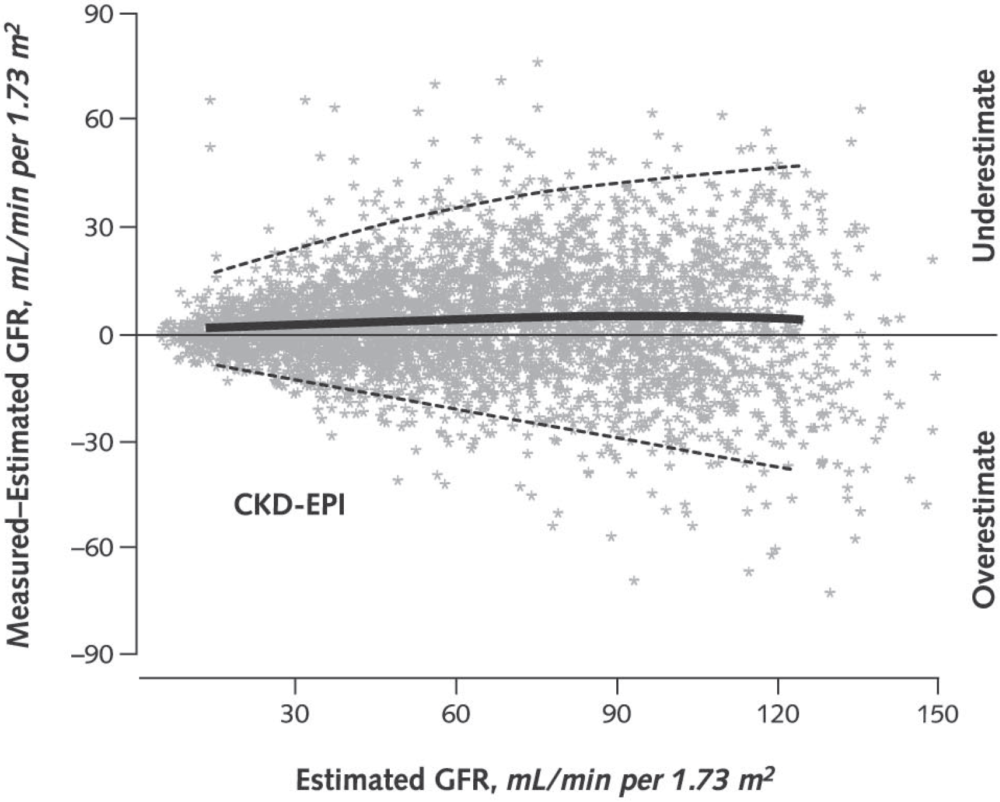 Measured–Estimated GFR, mL/min per 1.73 m²
90
60
30
0
–30
–60
–90
Underestimate
Overestimate
CKD-EPI
30 60 90 120 150
Estimated GFR, mL/min per 1.73 m²